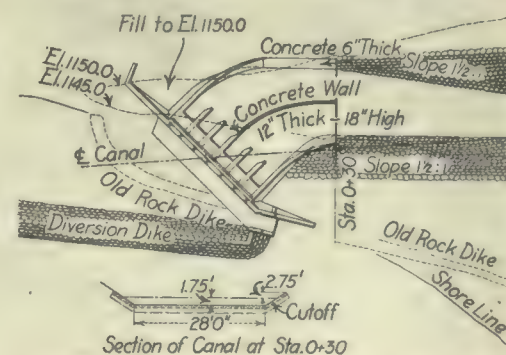 Fill to El.1150.0
El.1150.0
El.1145.0
Concrete 6"Thick
Slope 1½:1
Concrete Wall
12"Thick - 18"High
℄ Canal
Slope 1½:1
Old Rock Dike
Diversion Dike
Sta.0+30
Old Rock Dike
Shore Line
1.75'
2.75'
Cutoff
28'0"
Section of Canal at Sta.0+30